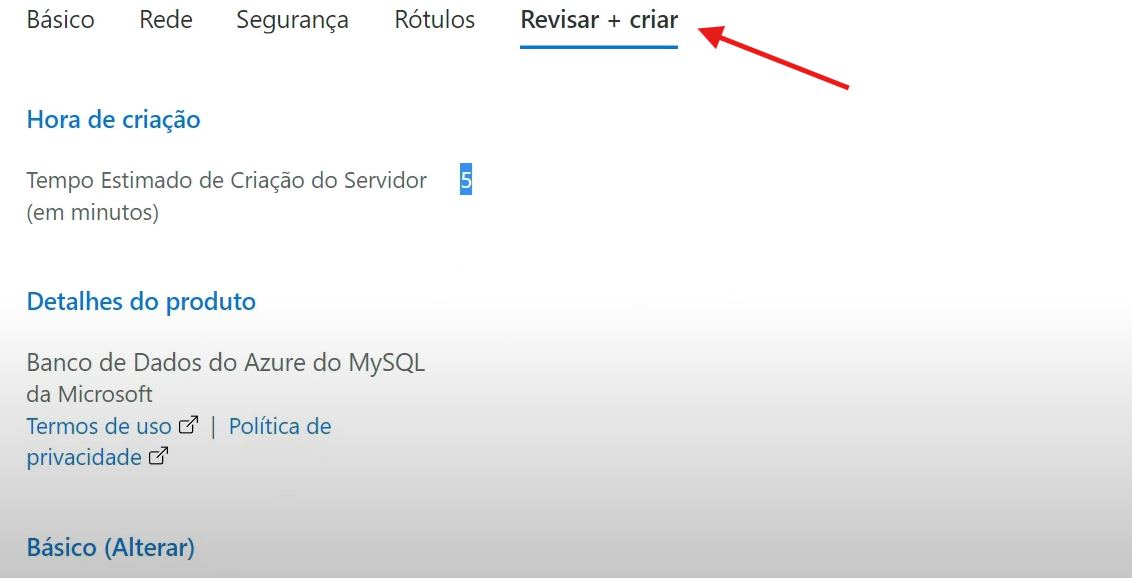 Básico Rede Segurança Rótulos Revisar + criar
Hora de criação
Tempo Estimado de Criação do Servidor 5
(em minutos)
Detalhes do produto
Banco de Dados do Azure do MySQL
da Microsoft
Termos de uso | Política de
privacidade
Básico (Alterar)